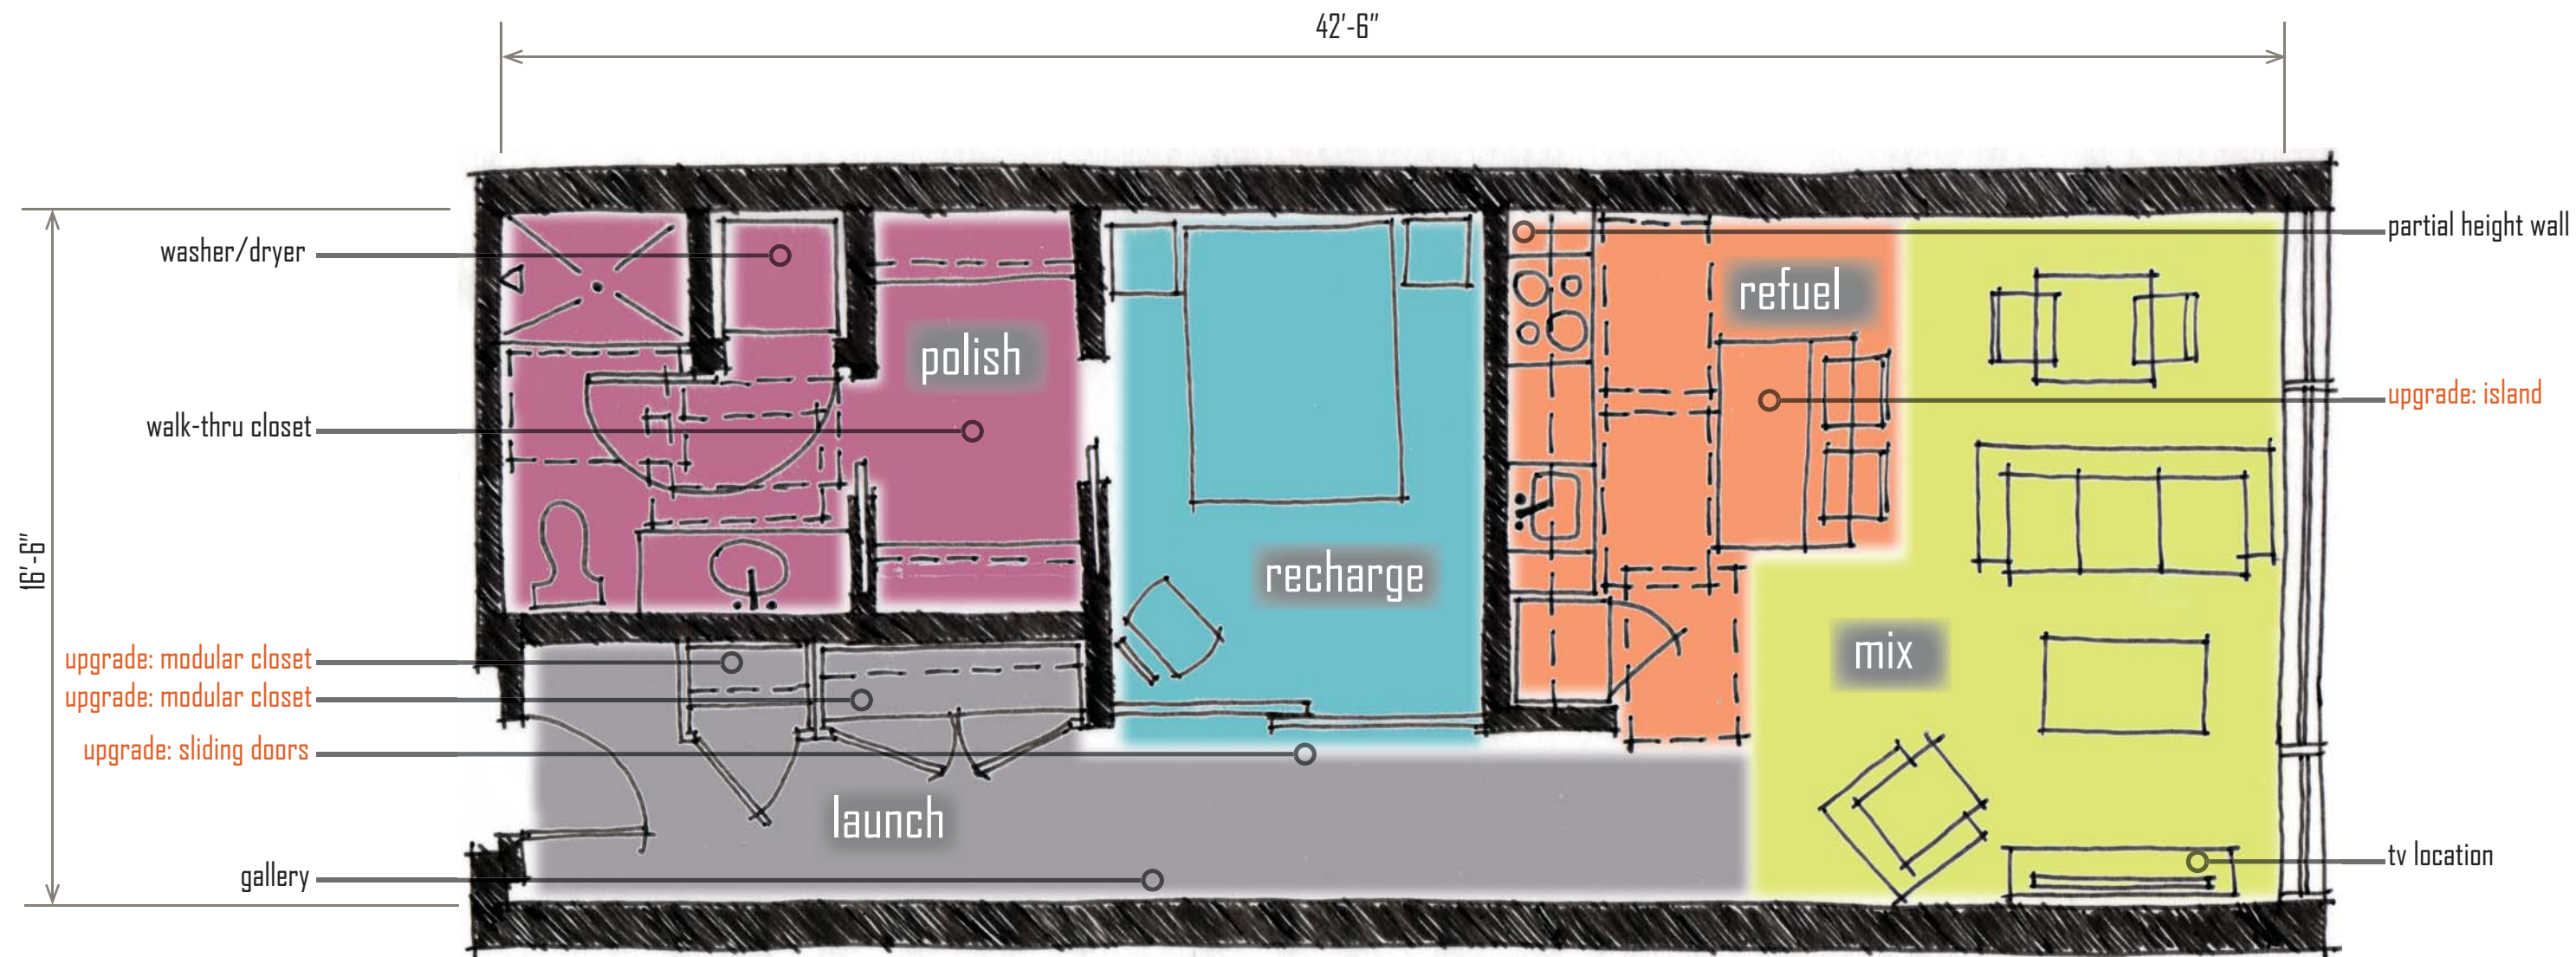 42'-6"
16'-6"
washer/dryer
partial height wall
refuel
polish
upgrade: island
walk-thru closet
recharge
mix
upgrade: modular closet
upgrade: modular closet
upgrade: sliding doors
launch
tv location
gallery